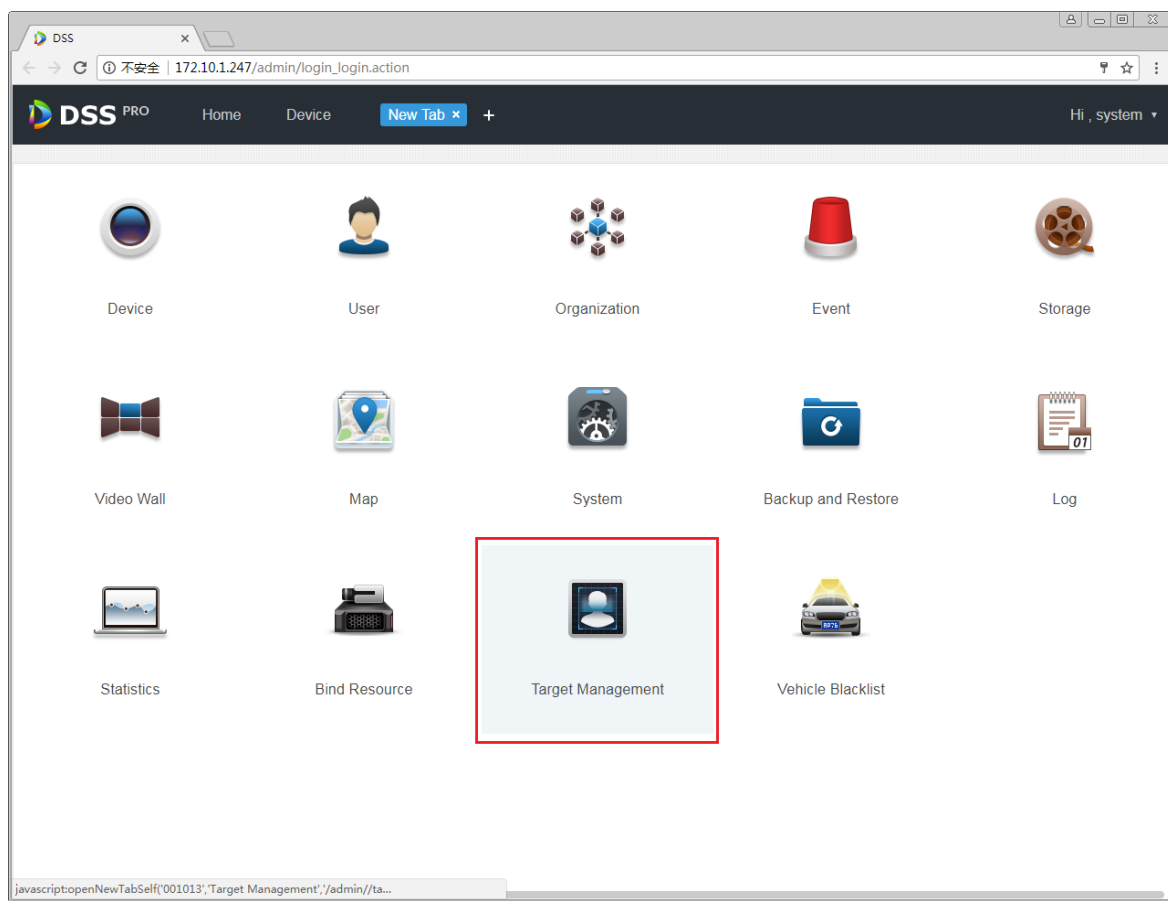 DSS
不安全 172.10.1.247/admin/login_login.action
DSS PRO Home Device New Tab × + Hi , system
Device User Organization Event Storage
01
Video Wall Map System Backup and Restore Log
RP76
Statistics Bind Resource Target Management Vehicle Blacklist
javascript:openNewTabSelf('001013','Target Management','/admin//ta...